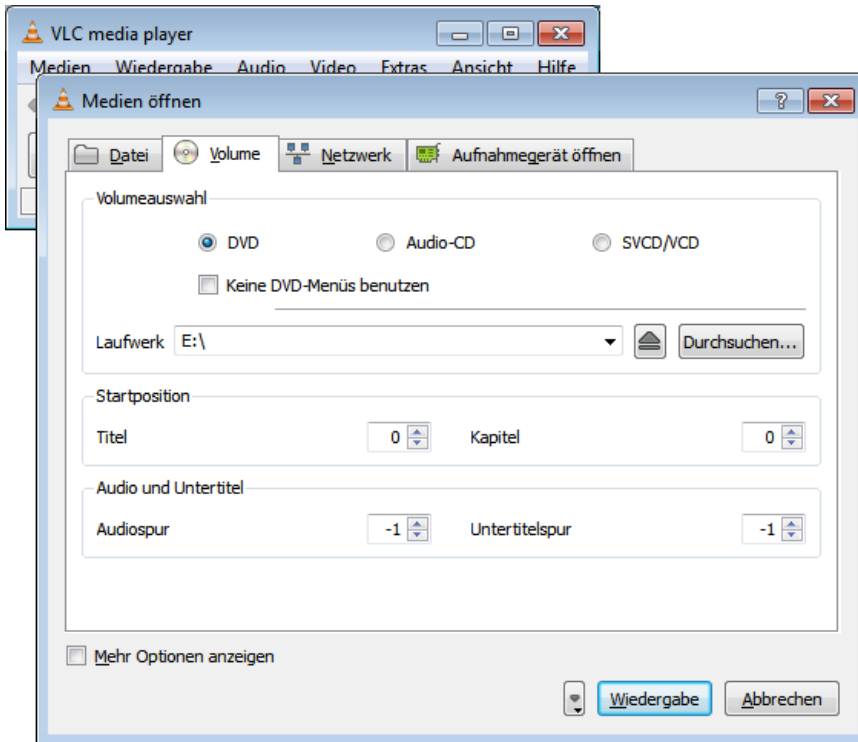 VLC media player
Medien Wiedergabe Audio Video Extras Ansicht Hilfe
Medien öffnen
Datei Volume Netzwerk Aufnahmegerät öffnen
Volumeauswahl
DVD Audio-CD SVCD/VCD
Keine DVD-Menüs benutzen
Laufwerk E:\ Durchsuchen...
Startposition
Titel 0 Kapitel 0
Audio und Untertitel
Audiospur -1 Untertitelspur -1
Mehr Optionen anzeigen
Wiedergabe Abbrechen